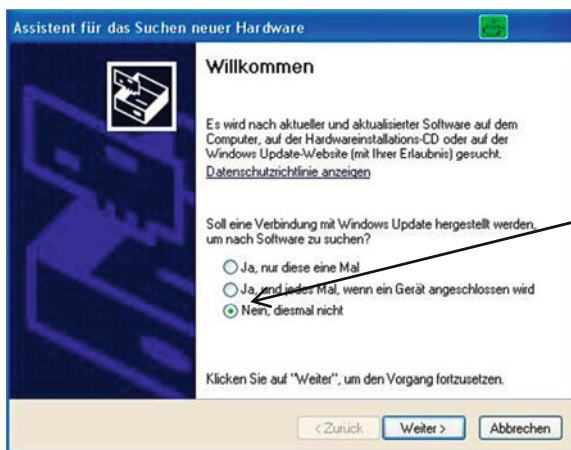 Assistent für das Suchen neuer Hardware
Willkommen
Es wird nach aktueller und aktualisierter Software auf dem
Computer, auf der Hardwareinstallations-CD oder auf der
Windows Update-Website (mit Ihrer Erlaubnis) gesucht.
Datenschutzrichtlinie anzeigen
Soll eine Verbindung mit Windows Update hergestellt werden,
um nach Software zu suchen?
Ja, nur diese eine Mal
Ja, und jedes Mal, wenn ein Gerät angeschlossen wird
Nein, diesmal nicht
Klicken Sie auf "Weiter", um den Vorgang fortzusetzen.
< Zurück Weiter > Abbrechen